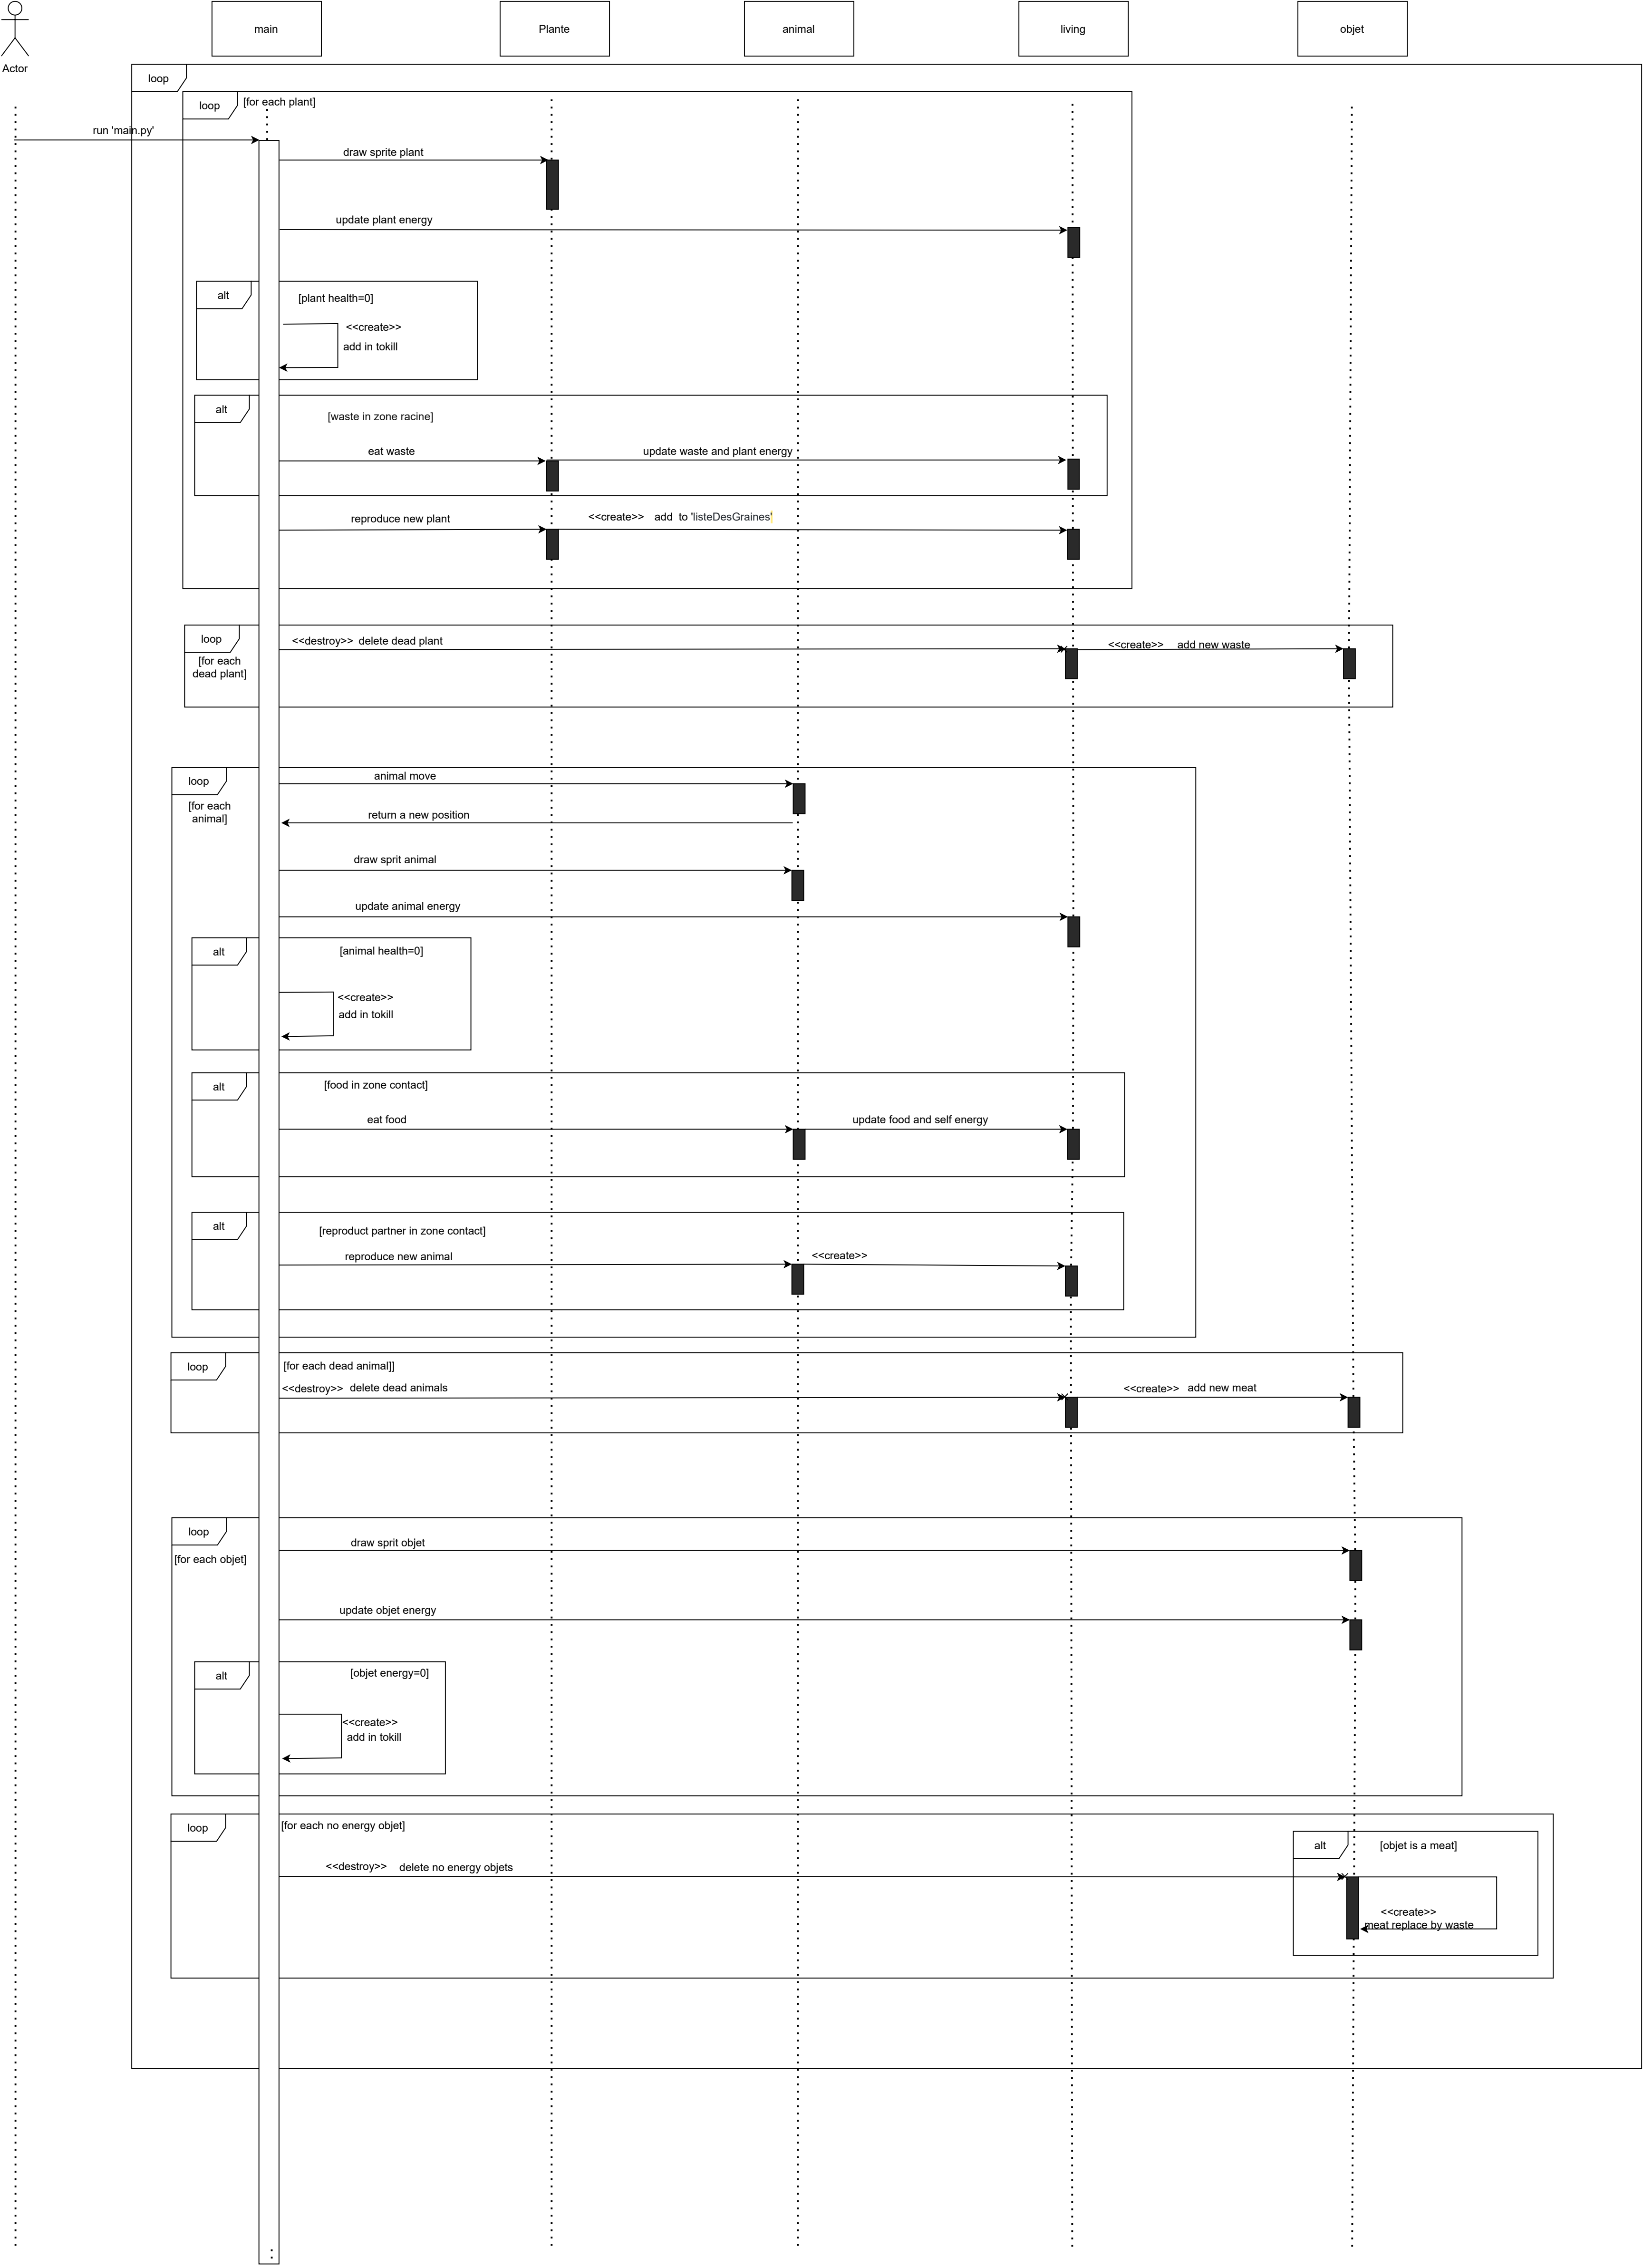 Actor
main
Plante
animal
living
objet
loop
loop
[for each plant]
run 'main.py'
draw sprite plant
update plant energy
alt
[plant health=0]
<<create>>
add in tokill
alt
[waste in zone racine]
eat waste
update waste and plant energy
reproduce new plant
<<create>> add to 'listeDesGraines'
loop
[for each
dead plant]
<<destroy>> delete dead plant
<<create>> add new waste
loop
[for each
animal]
animal move
return a new position
draw sprit animal
update animal energy
alt
[animal health=0]
<<create>>
add in tokill
alt
[food in zone contact]
eat food
update food and self energy
alt
[reproduct partner in zone contact]
reproduce new animal
<<create>>
loop
[for each dead animal]]
<<destroy>> delete dead animals
<<create>> add new meat
loop
[for each objet]
draw sprit objet
update objet energy
alt
[objet energy=0]
<<create>>
add in tokill
loop
[for each no energy objet]
alt
[objet is a meat]
<<destroy>> delete no energy objets
<<create>>
meat replace by waste